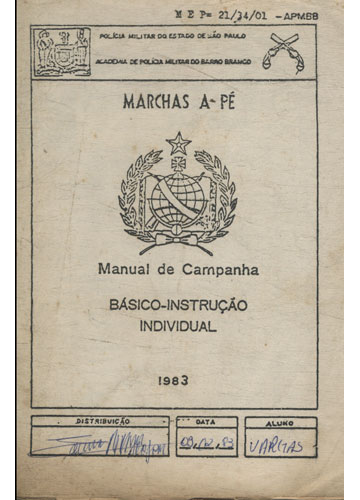 M E P= 21/34/01 -APMBB
POLÍCIA MILITAR DO ESTADO DE SÃO PAULO
ACADEMIA DE POLÍCIA MILITAR DO BARRO BRANCO
MARCHAS A-PÉ
Manual de Campanha
BÁSICO-INSTRUÇÃO
INDIVIDUAL
1983
DISTRIBUIÇÃO
DATA
ALUNO
VARGAS